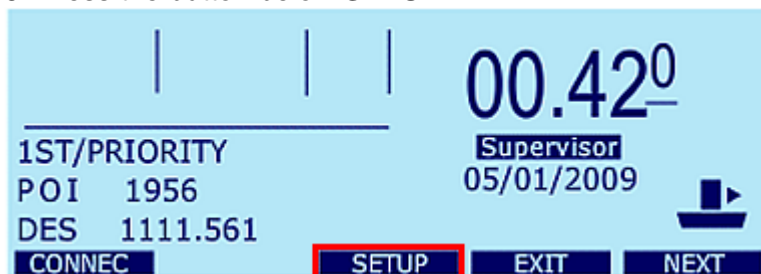 00.420
Supervisor
05/01/2009
1ST/PRIORITY
POI 1956
DES 1111.561
CONNEC SETUP EXIT NEXT